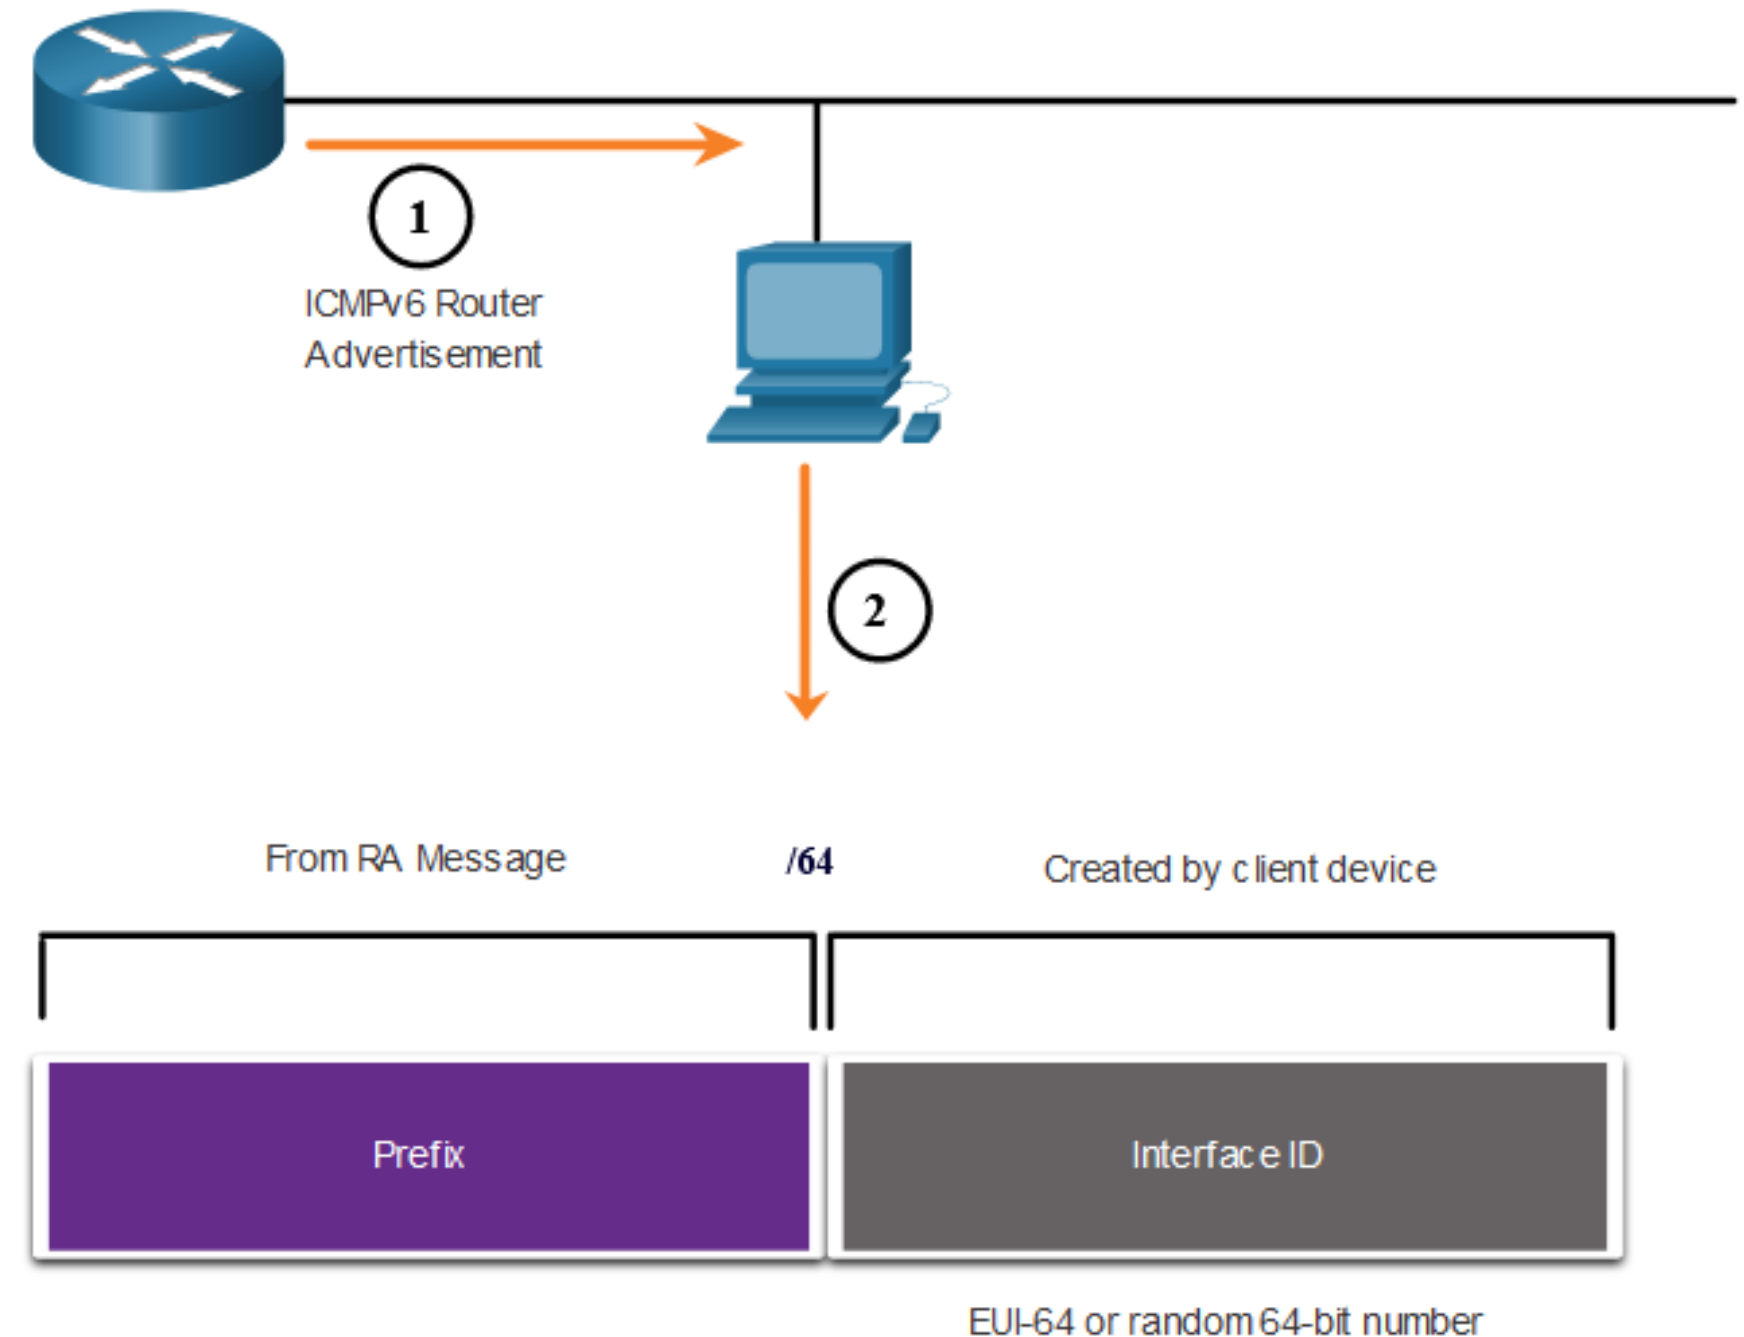 1
ICMPv6 Router
Advertisement
2
From RA Message
/64
Created by client device
Prefix
Interface ID
EUI-64 or random 64-bit number